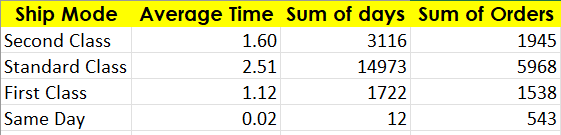 Ship Mode Average Time Sum of days Sum of Orders
Second Class 1.60 3116 1945
Standard Class 2.51 14973 5968
First Class 1.12 1722 1538
Same Day 0.02 12 543